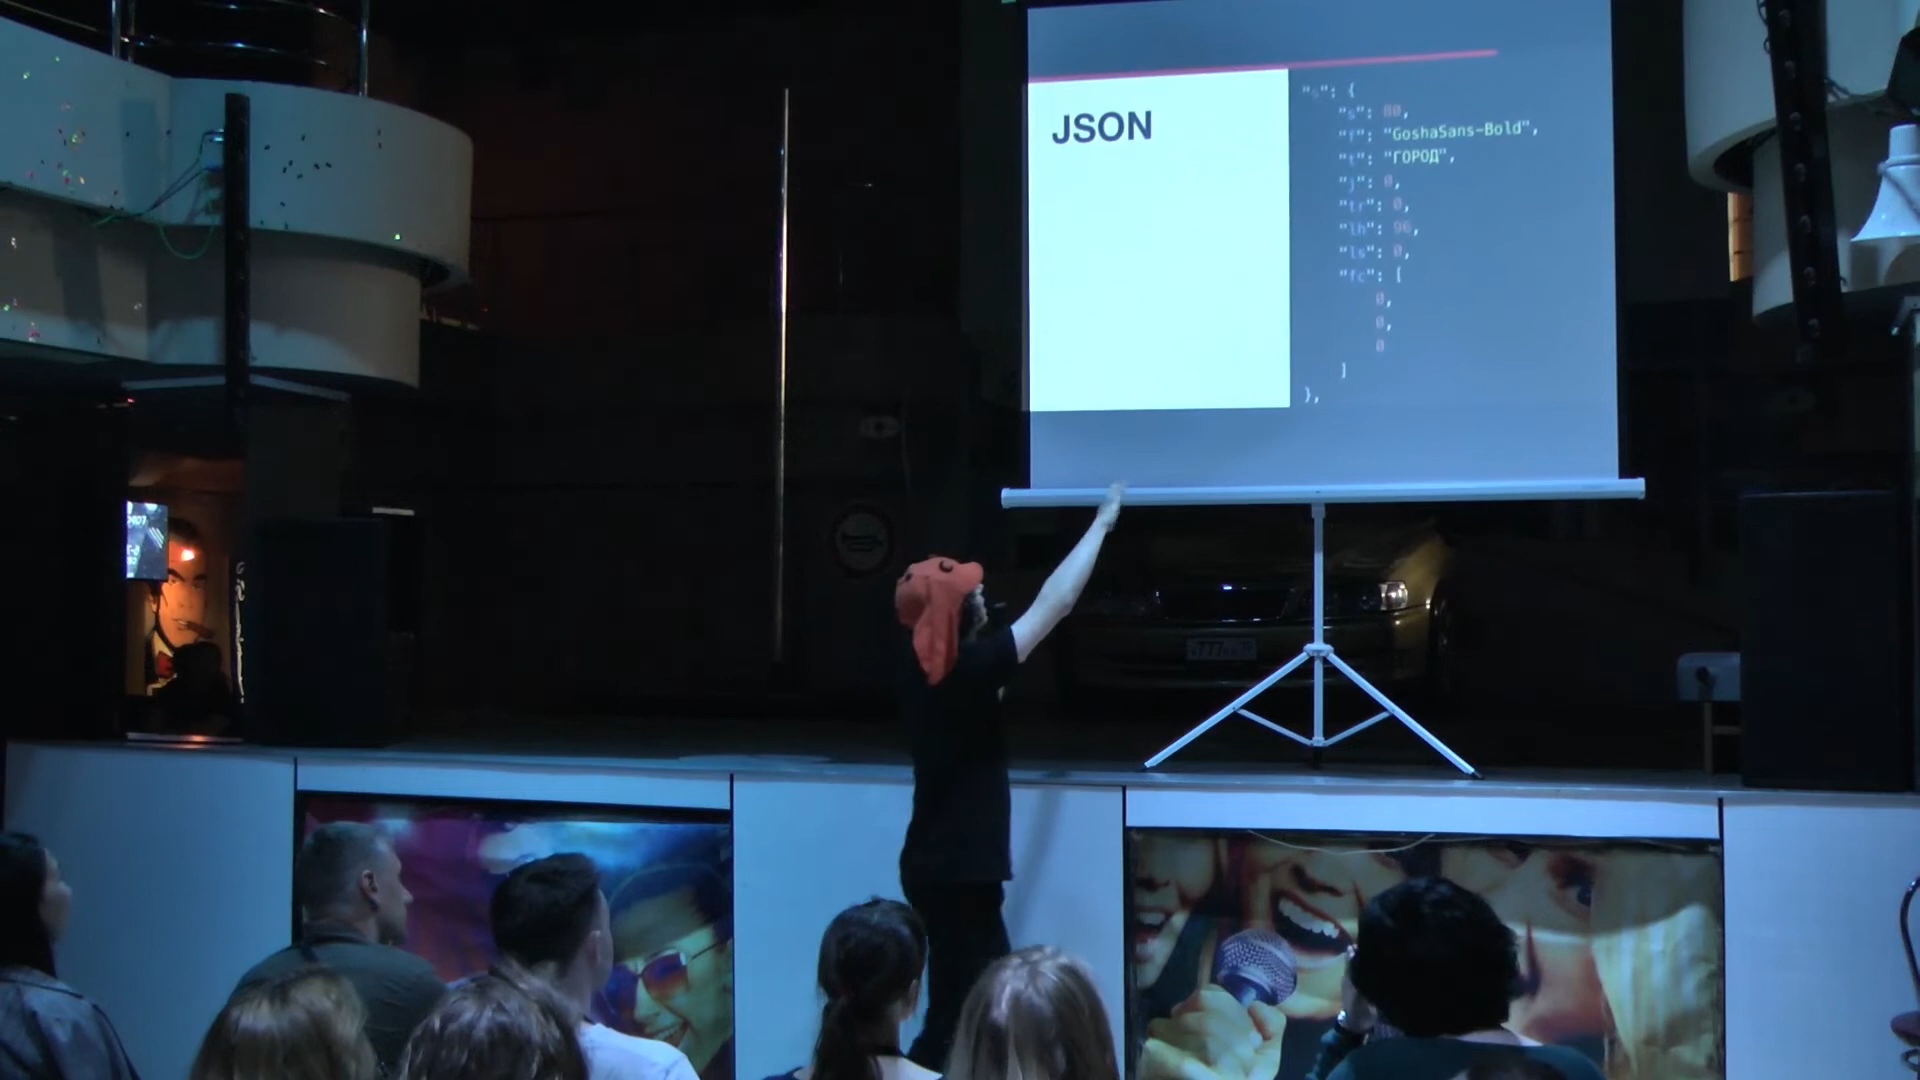 JSON
"s": {
"s": 80,
"f": "GoshaSans-Bold",
"t": "ГОРОД",
"j": 0,
"tr": 0,
"lh": 96,
"ls": 0,
"fc": [
0,
0,
0
]
},